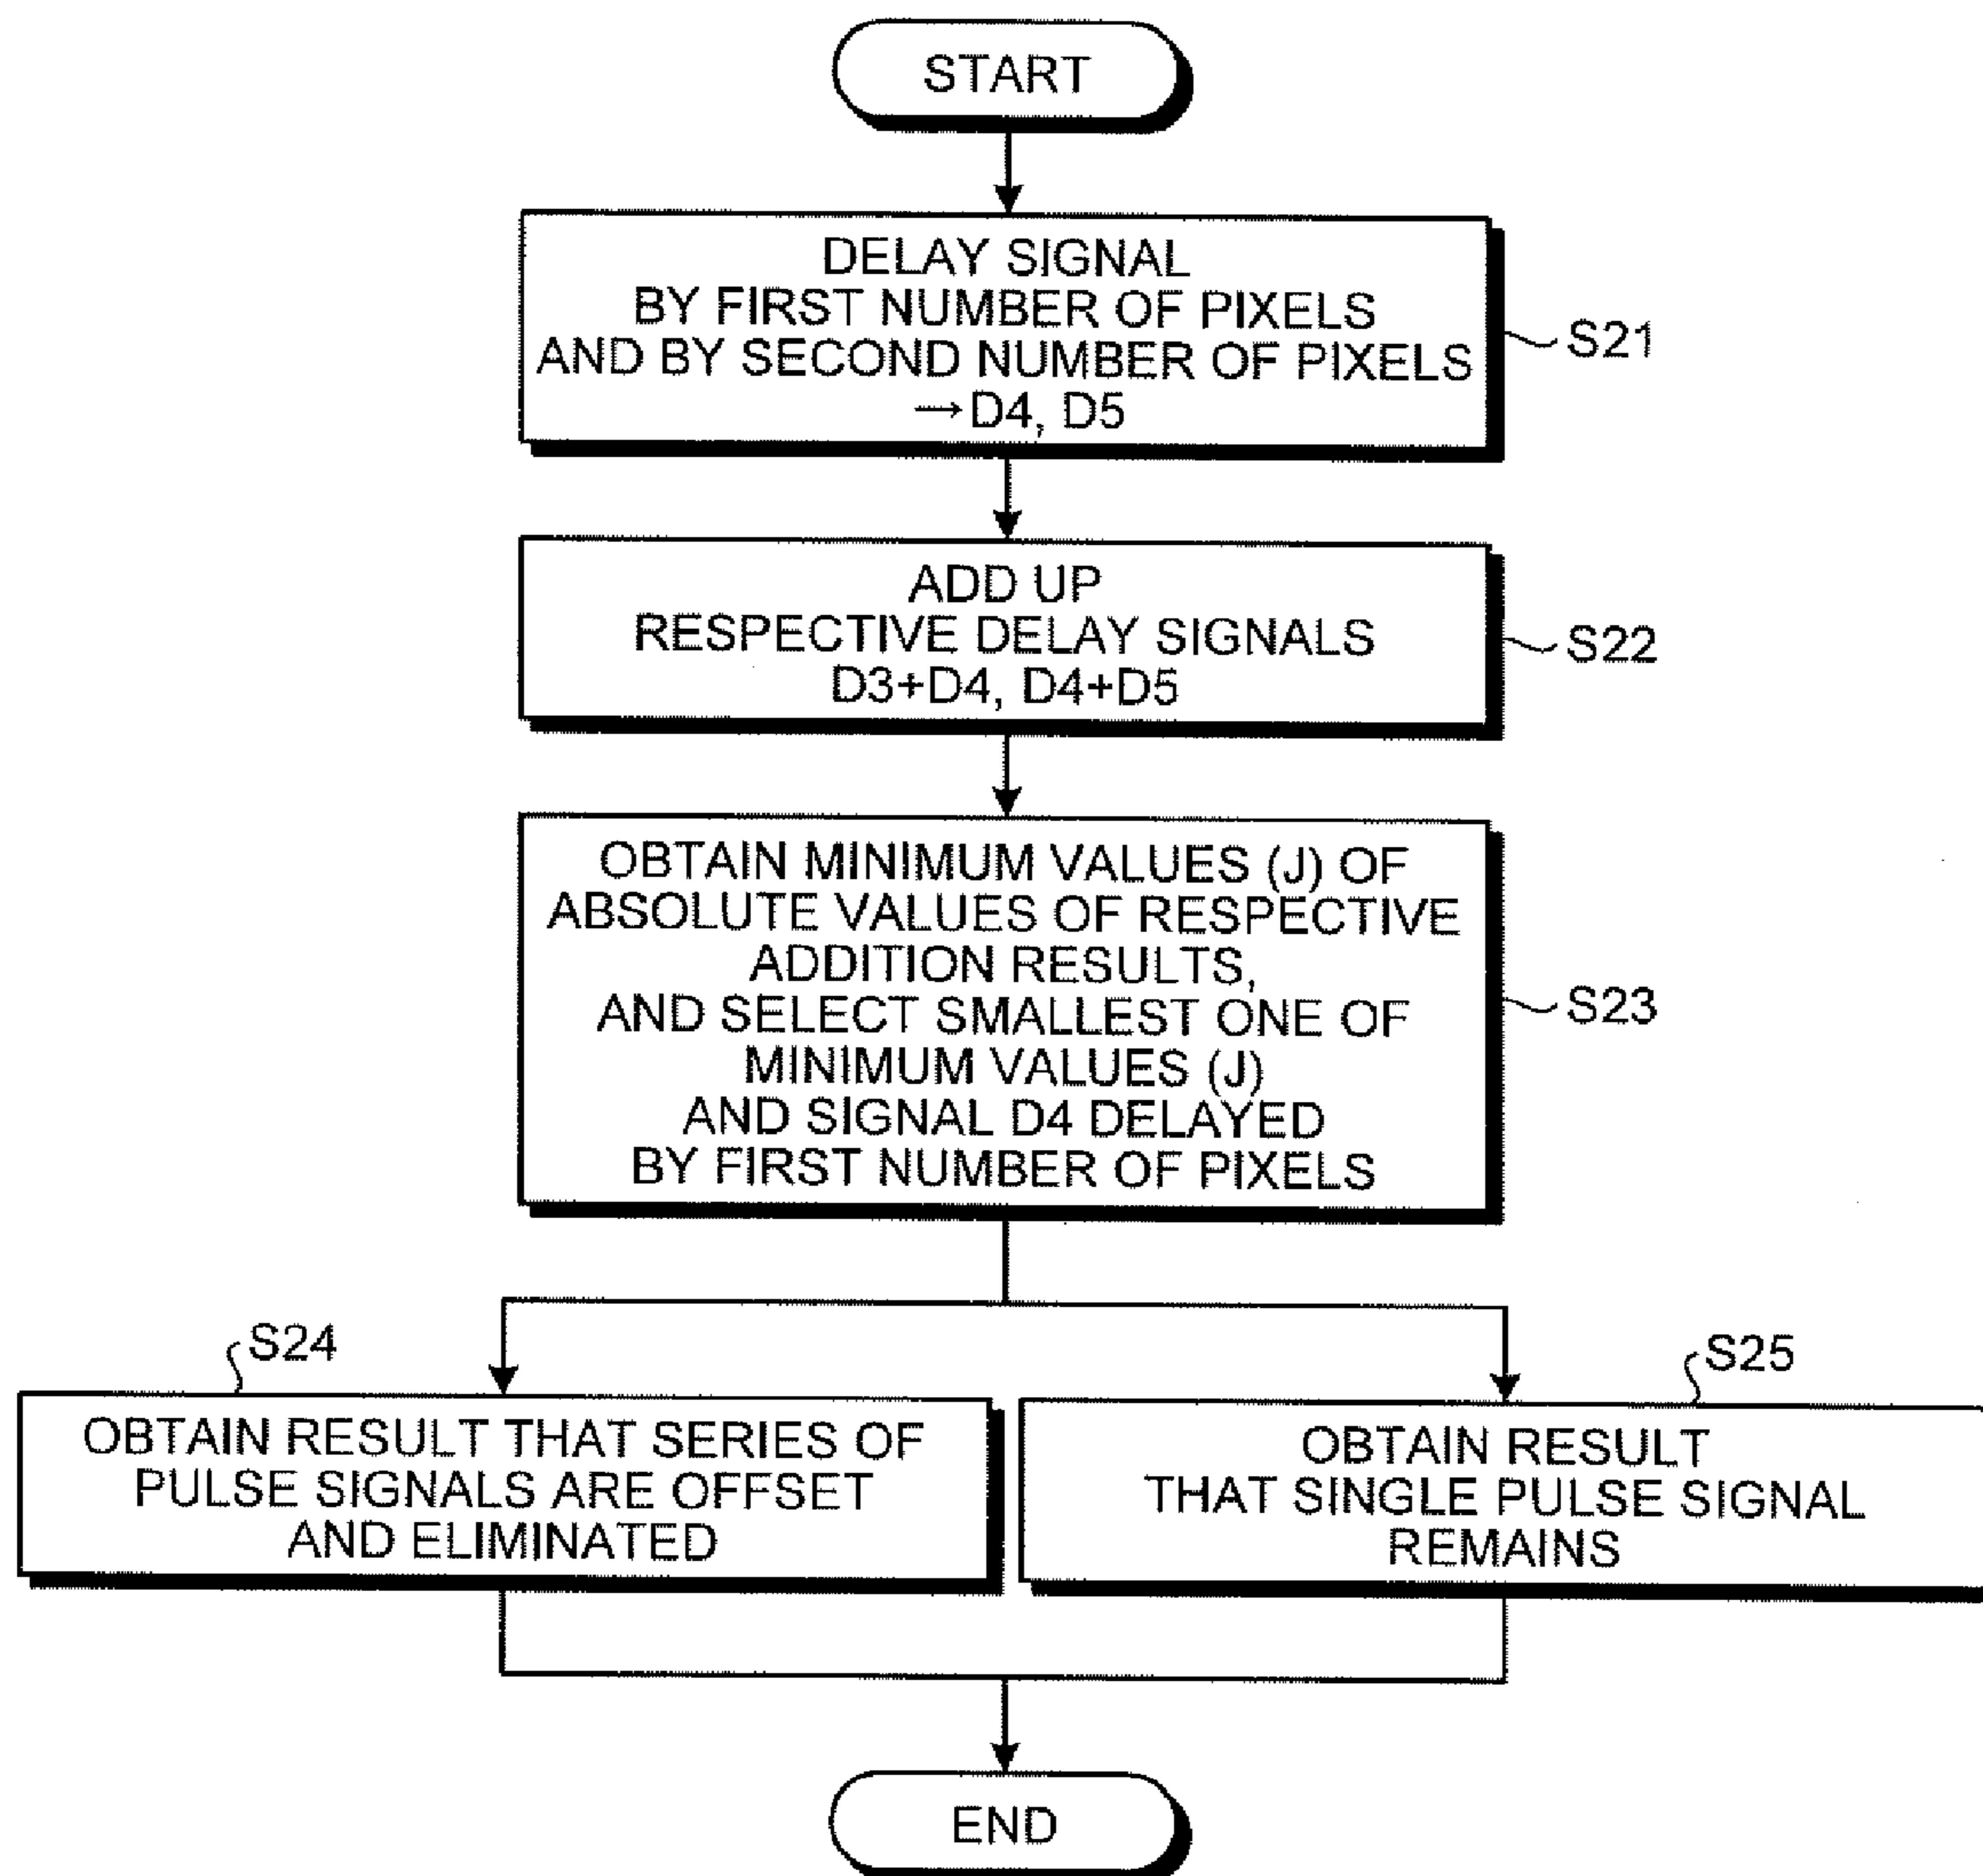 START
DELAY SIGNAL
BY FIRST NUMBER OF PIXELS
AND BY SECOND NUMBER OF PIXELS
→D4, D5
S21
ADD UP
RESPECTIVE DELAY SIGNALS
D3+D4, D4+D5
S22
OBTAIN MINIMUM VALUES (J) OF
ABSOLUTE VALUES OF RESPECTIVE
ADDITION RESULTS,
AND SELECT SMALLEST ONE OF
MINIMUM VALUES (J)
AND SIGNAL D4 DELAYED
BY FIRST NUMBER OF PIXELS
S23
S24
OBTAIN RESULT THAT SERIES OF
PULSE SIGNALS ARE OFFSET
AND ELIMINATED
S25
OBTAIN RESULT
THAT SINGLE PULSE SIGNAL
REMAINS
END